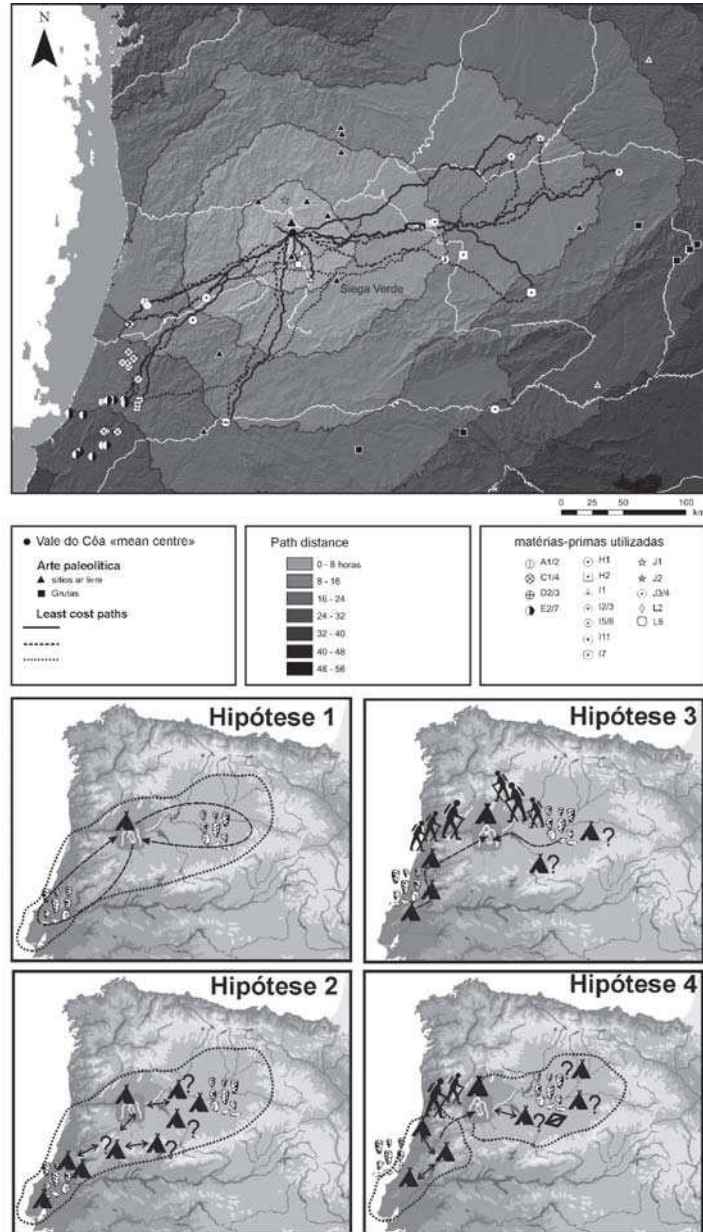 N
Siega Verde
0 25 50 100
km
Vale do Côa «mean centre»
Arte paleolítica
sítios ar livre
Grutas
Least cost paths
Path distance
0 - 8 horas
8 - 16
16 - 24
24 - 32
32 - 40
40 - 48
48 - 56
matérias-primas utilizadas
A1/2
C1/4
D2/3
E2/7
H1
H2
I1
I2/3
I11
I7
J1
J2
J3/4
L2
Hipótese 1
Hipótese 3
?
?
Hipótese 2
?
?
?
?
Hipótese 4
?
?
?